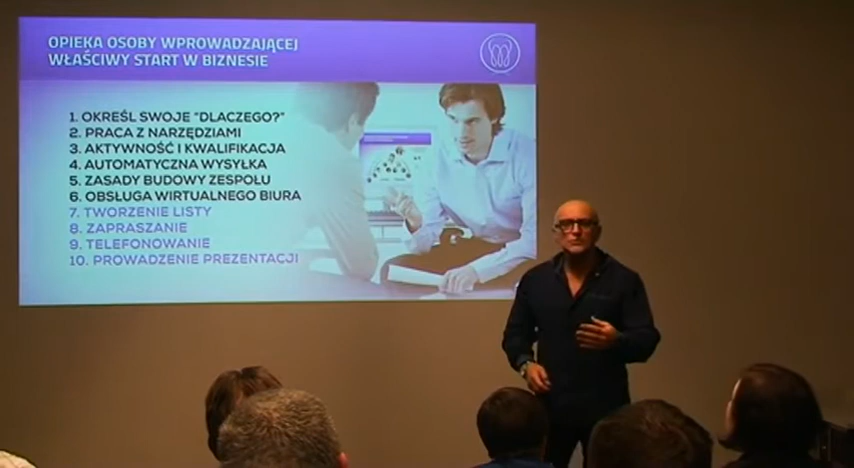 OPIEKA OSOBY WPROWADZAJĄCEJ
WŁAŚCIWY START W BIZNESIE
1. OKREŚL SWOJE "DLACZEGO?"
2. PRACA Z NARZĘDZIAMI
3. AKTYWNOŚĆ I KWALIFIKACJA
4. AUTOMATYCZNA WYSYŁKA
5. ZASADY BUDOWY ZESPOŁU
6. OBSŁUGA WIRTUALNEGO BIURA
7. TWORZENIE LISTY
8. ZAPRASZANIE
9. TELEFONOWANIE
10. PROWADZENIE PREZENTACJI